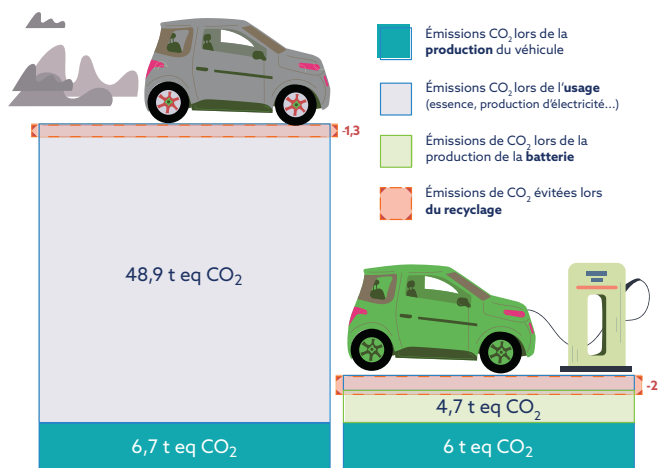 Émissions CO₂ lors de la
production du véhicule
Émissions CO₂ lors de l'usage
(essence, production d'électricité...)
Émissions de CO₂ lors de la
production de la batterie
Émissions de CO₂ évitées lors
du recyclage
-1,3
48,9 t eq CO₂
6,7 t eq CO₂
-2
4,7 t eq CO₂
6 t eq CO₂